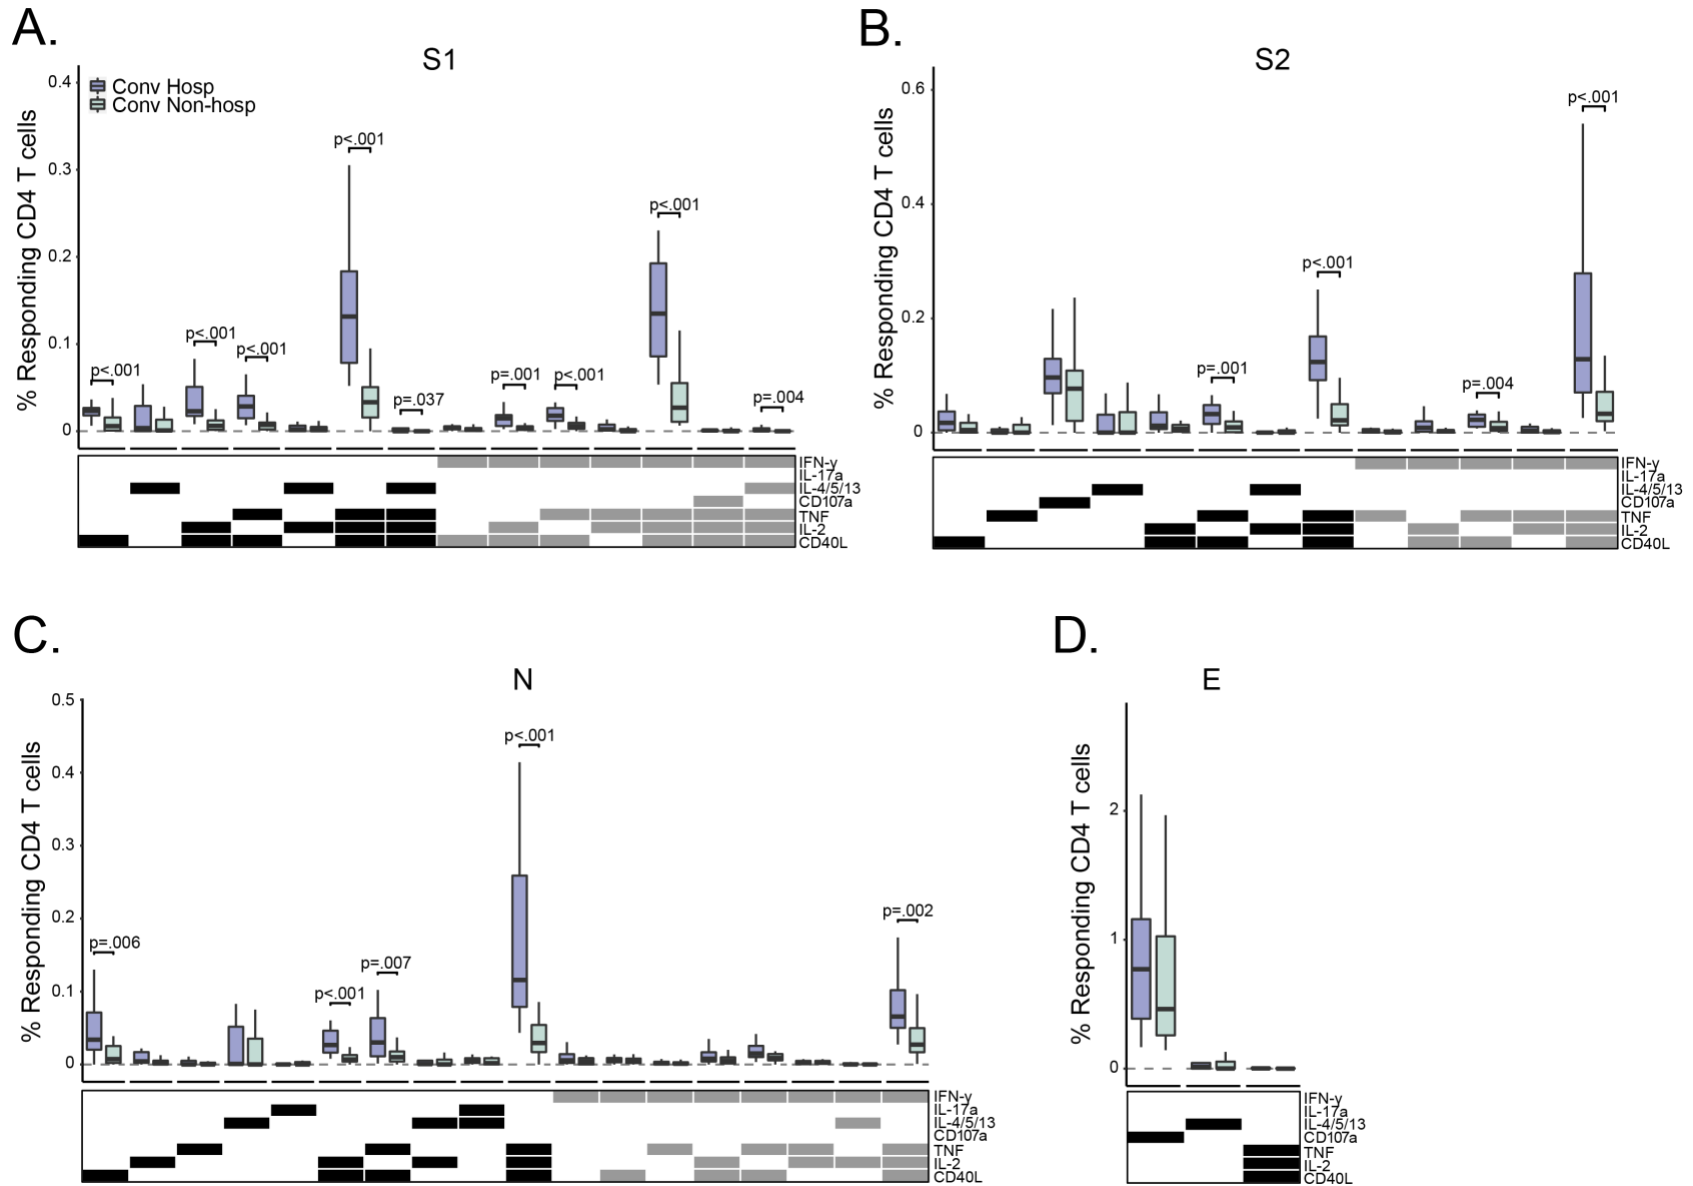 A.
S1
Conv Hosp
Conv Non-hosp
% Responding CD4 T cells
0.4
0.3
0.2
0.1
0
p<.001
p<.001
p<.001
p<.001
p=.037
p=.001
p<.001
p<.001
p=.004
IFN-y
IL-17a
IL-4/5/13
CD107a
TNF
IL-2
CD40L
B.
S2
% Responding CD4 T cells
0.6
0.4
0.2
0
p=.001
p<.001
p=.004
p<.001
IFN-y
IL-17a
IL-4/5/13
CD107a
TNF
IL-2
CD40L
C.
N
% Responding CD4 T cells
0.5
0.4
0.3
0.2
0.1
0
p=.006
p<.001
p=.007
p<.001
p=.002
IFN-y
IL-17a
IL-4/5/13
CD107a
TNF
IL-2
CD40L
D.
E
% Responding CD4 T cells
2
1
0
IFN-y
IL-17a
IL-4/5/13
CD107a
TNF
IL-2
CD40L